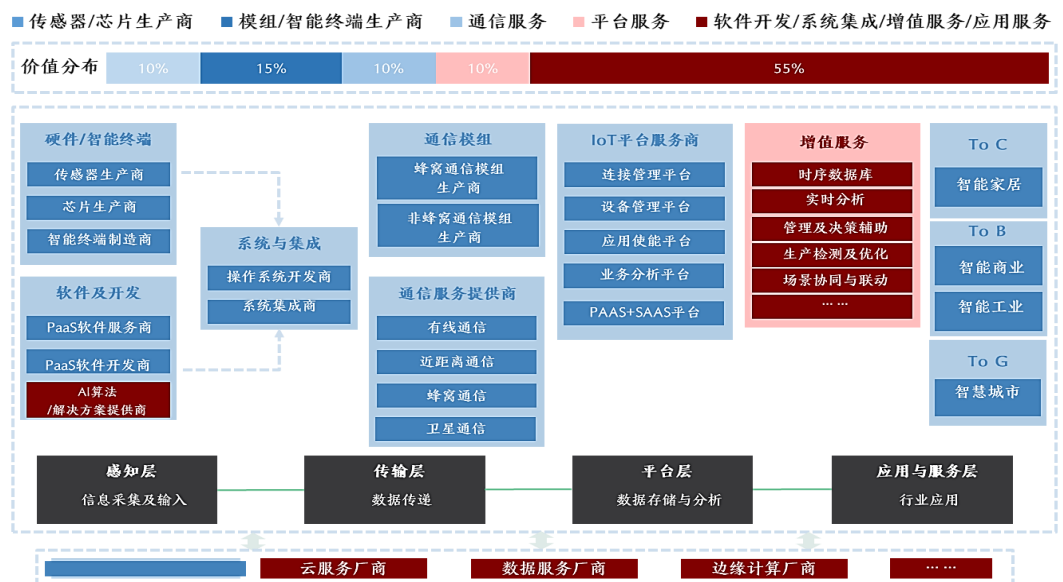 传感器/芯片生产商 模组/智能终端生产商 通信服务 平台服务 软件开发/系统集成/增值服务/应用服务
价值分布 10% 15% 10% 10% 55%
硬件/智能终端
传感器生产商
芯片生产商
智能终端制造商
软件及开发
PaaS软件服务商
PaaS软件开发商
AI算法
/解决方案提供商
系统与集成
操作系统开发商
系统集成商
通信模组
蜂窝通信模组
生产商
非蜂窝通信模组
生产商
通信服务提供商
有线通信
近距离通信
蜂窝通信
卫星通信
IoT平台服务商
连接管理平台
设备管理平台
应用使能平台
业务分析平台
PAAS+SAAS平台
增值服务
时序数据库
实时分析
管理及决策辅助
生产检测及优化
场景协同与联动
... ...
To C
智能家居
To B
智能商业
智能工业
To G
智慧城市
感知层
信息采集及输入
传输层
数据传递
平台层
数据存储与分析
应用与服务层
行业应用
云服务厂商 数据服务厂商 边缘计算厂商 ... ...